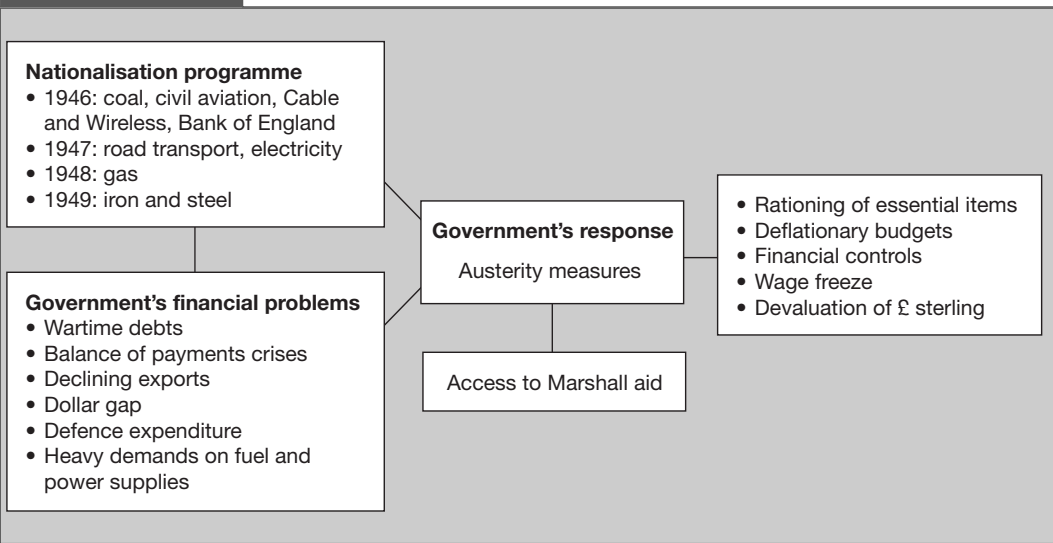 Nationalisation programme
• 1946: coal, civil aviation, Cable
and Wireless, Bank of England
• 1947: road transport, electricity
• 1948: gas
• 1949: iron and steel
Government’s financial problems
• Wartime debts
• Balance of payments crises
• Declining exports
• Dollar gap
• Defence expenditure
• Heavy demands on fuel and
power supplies
Government’s response
Austerity measures
Access to Marshall aid
• Rationing of essential items
• Deflationary budgets
• Financial controls
• Wage freeze
• Devaluation of £ sterling